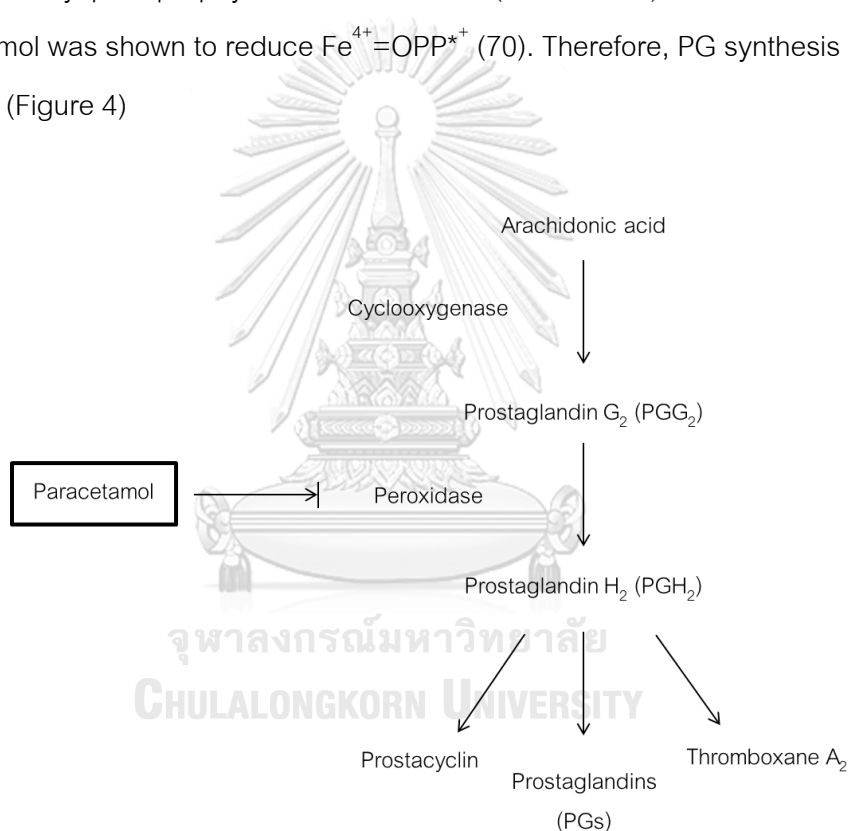 mol was shown to reduce Fe⁴⁺=OPP*⁺ (70). Therefore, PG synthesis
(Figure 4)
Arachidonic acid
Cyclooxygenase
Prostaglandin G₂ (PGG₂)
Paracetamol
Peroxidase
Prostaglandin H₂ (PGH₂)
จุฬาลงกรณ์มหาวิทยาลัย
CHULALONGKORN UNIVERSITY
Prostacyclin
Prostaglandins
(PGs)
Thromboxane A₂